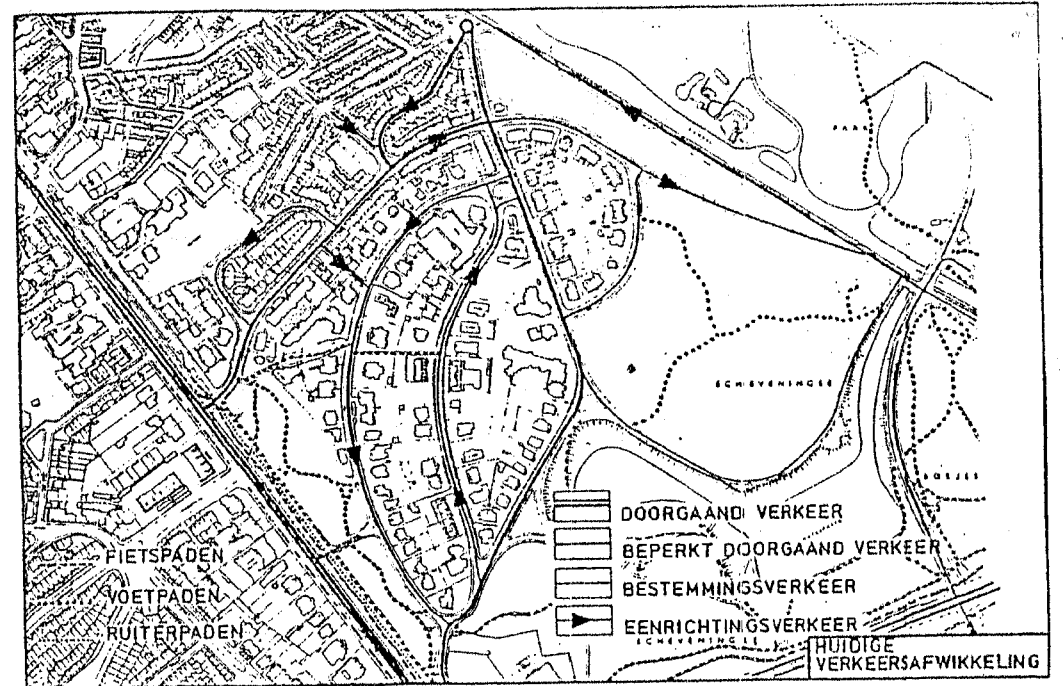 PARK
SCHEVENINGSE
BOSJES
DOORGAAND VERKEER
BEPERKT DOORGAAND VERKEER
BESTEMMINGSVERKEER
EENRICHTINGSVERKEER
FIETSPADEN
VOETPADEN
RUITERPADEN
SCHEVENINGSE
HUIDIGE
VERKEERSAFWIKKELING